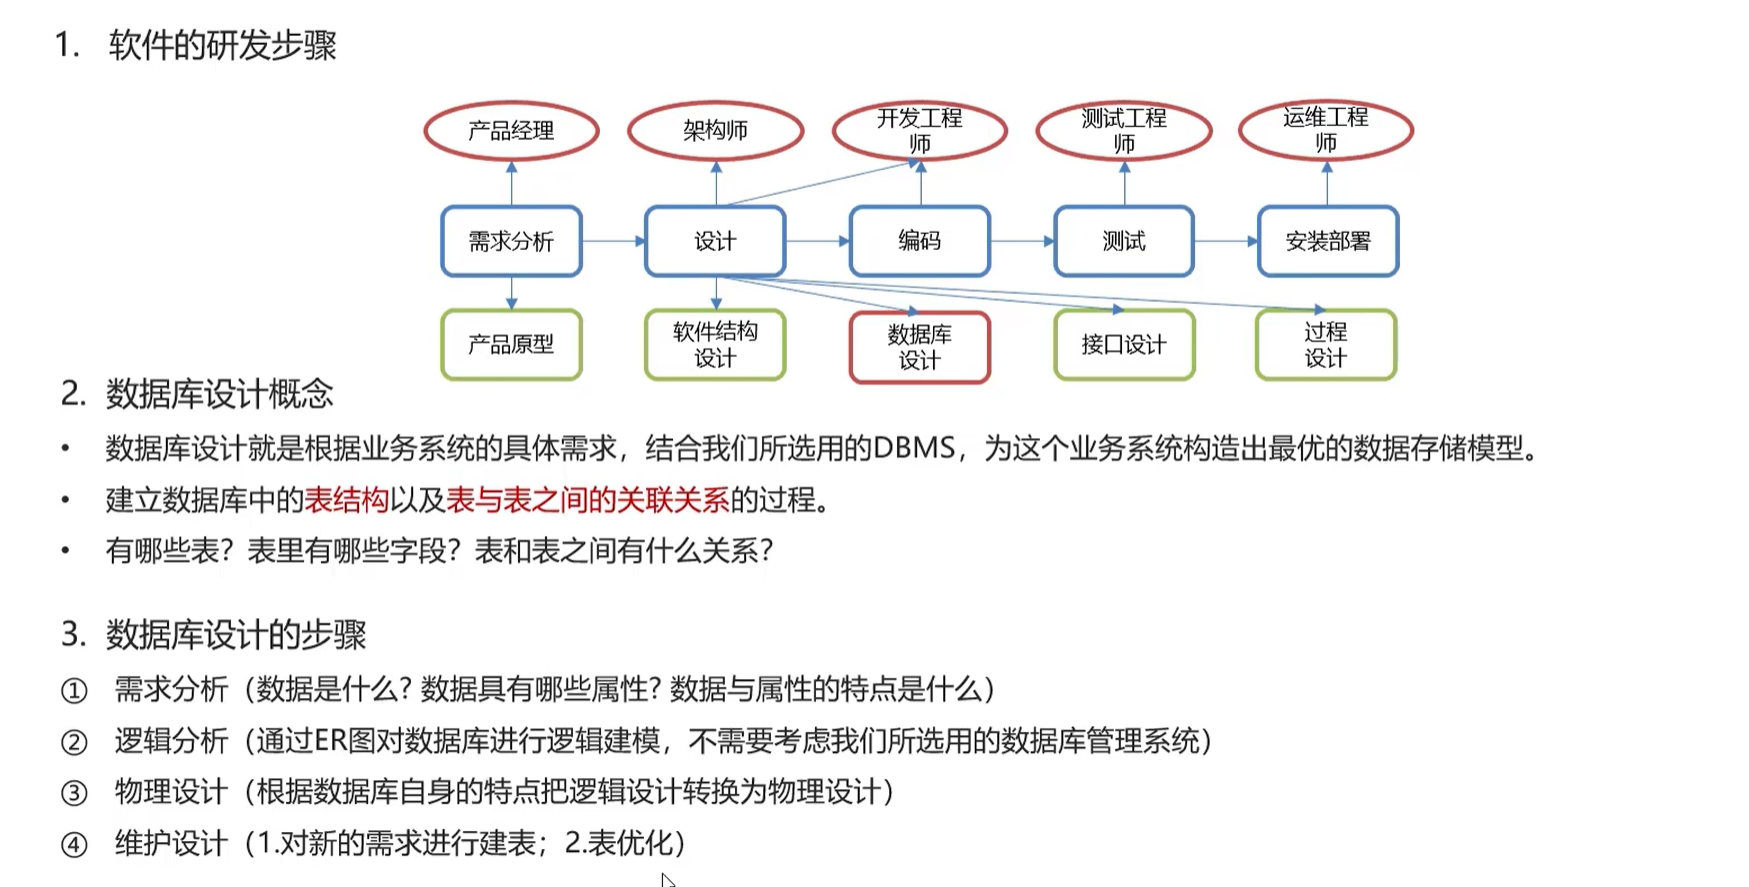 1. 软件的研发步骤
产品经理
架构师
开发工程
师
测试工程
师
运维工程
师
需求分析
设计
编码
测试
安装部署
产品原型
软件结构
设计
数据库
设计
接口设计
过程
设计
2. 数据库设计概念
• 数据库设计就是根据业务系统的具体需求，结合我们所选用的DBMS，为这个业务系统构造出最优的数据存储模型。
• 建立数据库中的表结构以及表与表之间的关联关系的过程。
• 有哪些表？表里有哪些字段？表和表之间有什么关系？
3. 数据库设计的步骤
① 需求分析（数据是什么? 数据具有哪些属性? 数据与属性的特点是什么）
② 逻辑分析（通过ER图对数据库进行逻辑建模，不需要考虑我们所选用的数据库管理系统）
③ 物理设计（根据数据库自身的特点把逻辑设计转换为物理设计）
④ 维护设计（1.对新的需求进行建表；2.表优化）